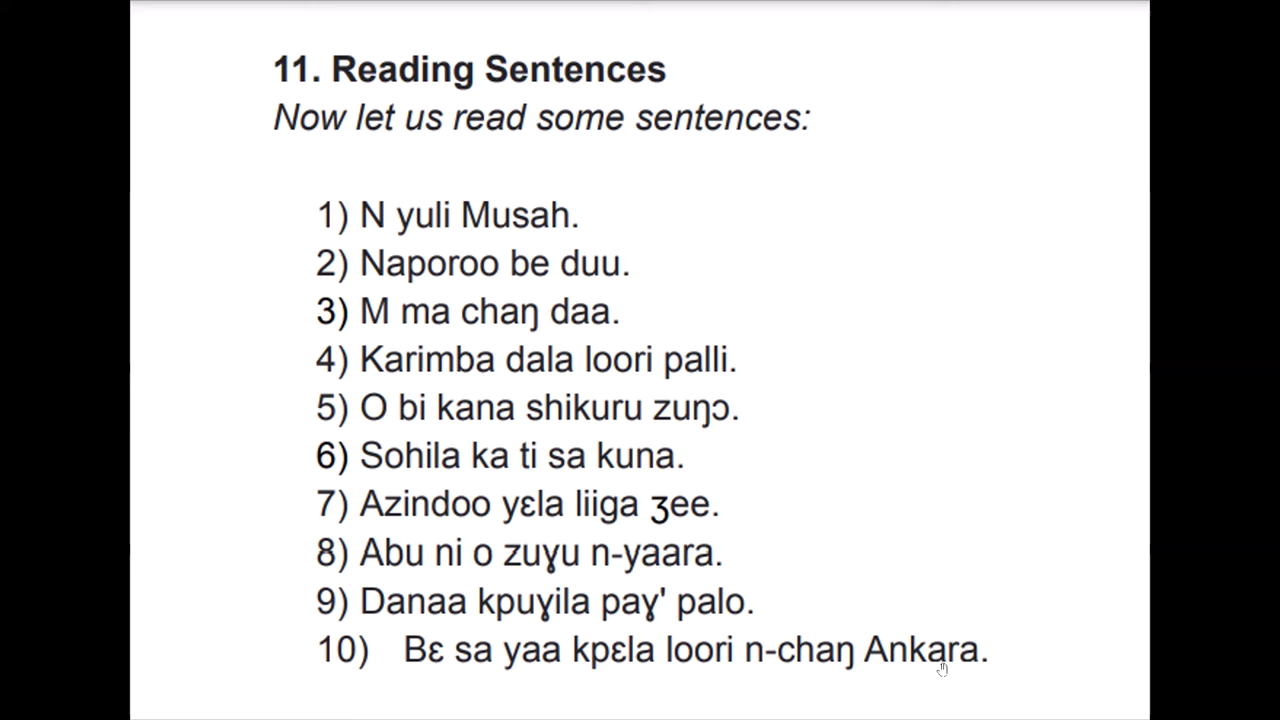 11. Reading Sentences
Now let us read some sentences:
1) N yuli Musah.
2) Naporoo be duu.
3) M ma chaŋ daa.
4) Karimba dala loori palli.
5) O bi kana shikuru zuŋɔ.
6) Sohila ka ti sa kuna.
7) Azindoo yɛla liiga ʒee.
8) Abu ni o zuɣu n-yaara.
9) Danaa kpuɣila paɣ' palo.
10) Bɛ sa yaa kpɛla loori n-chaŋ Ankara.